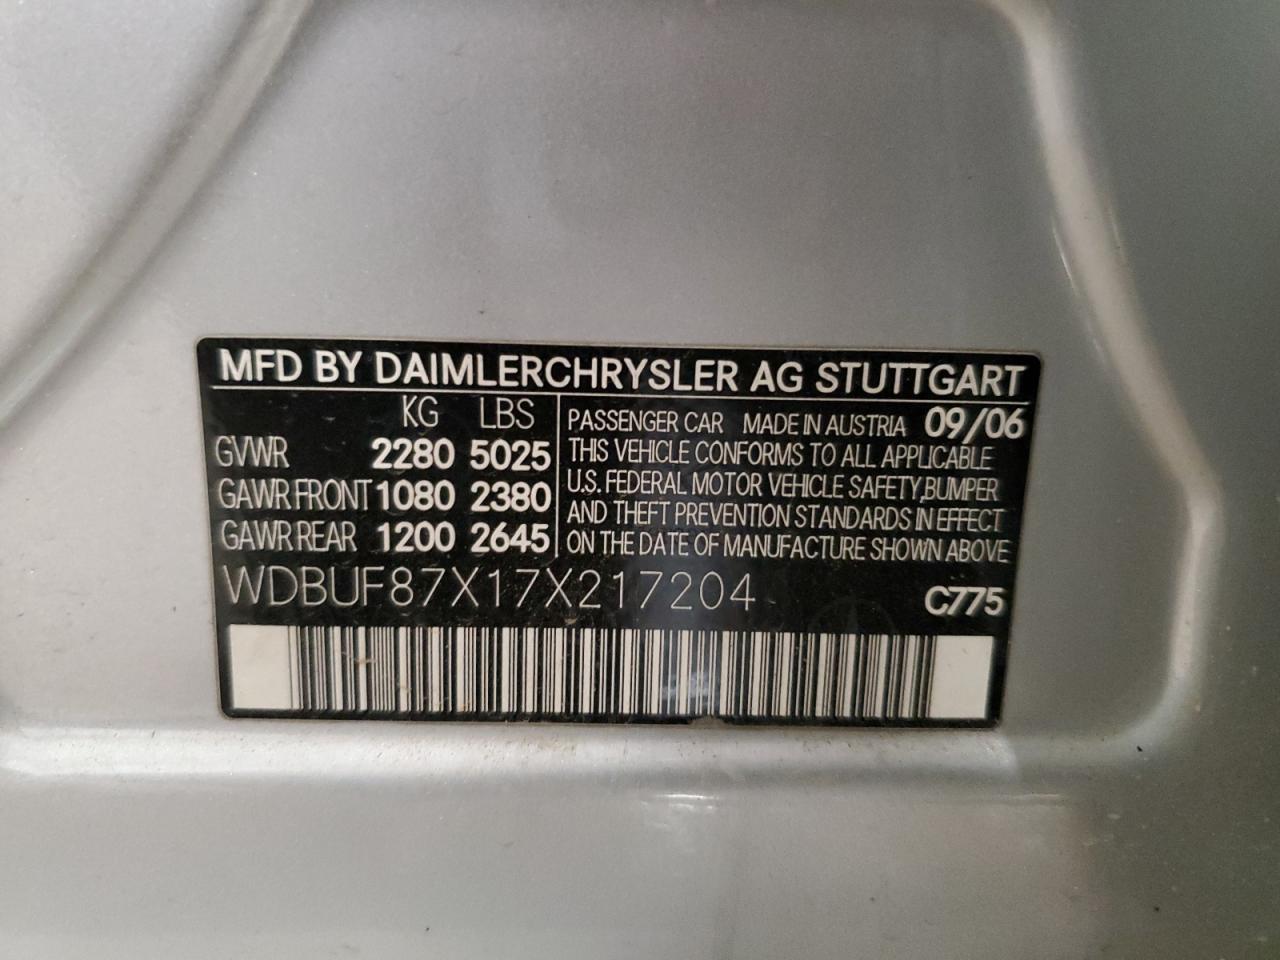 MFD BY DAIMLERCHRYSLER AG STUTTGART
KG LBS
GVWR 2280 5025
GAWR FRONT 1080 2380
GAWR REAR 1200 2645
PASSENGER CAR MADE IN AUSTRIA 09/06
THIS VEHICLE CONFORMS TO ALL APPLICABLE
U.S. FEDERAL MOTOR VEHICLE SAFETY, BUMPER
AND THEFT PREVENTION STANDARDS IN EFFECT
ON THE DATE OF MANUFACTURE SHOWN ABOVE
WDBUF87X17X217204 C775